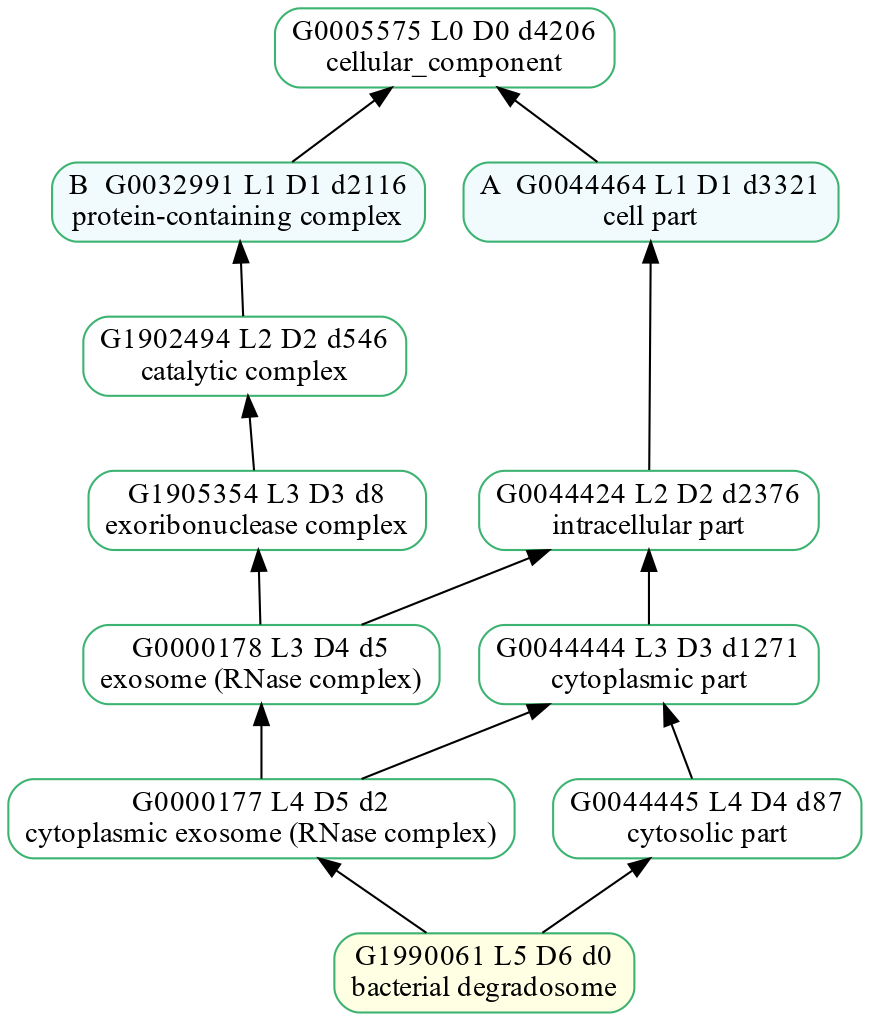 G0005575 L0 D0 d4206
cellular_component
B  G0032991 L1 D1 d2116
protein-containing complex
A  G0044464 L1 D1 d3321
cell part
G1902494 L2 D2 d546
catalytic complex
G1905354 L3 D3 d8
exoribonuclease complex
G0044424 L2 D2 d2376
intracellular part
G0000178 L3 D4 d5
exosome (RNase complex)
G0044444 L3 D3 d1271
cytoplasmic part
G0000177 L4 D5 d2
cytoplasmic exosome (RNase complex)
G0044445 L4 D4 d87
cytosolic part
G1990061 L5 D6 d0
bacterial degradosome